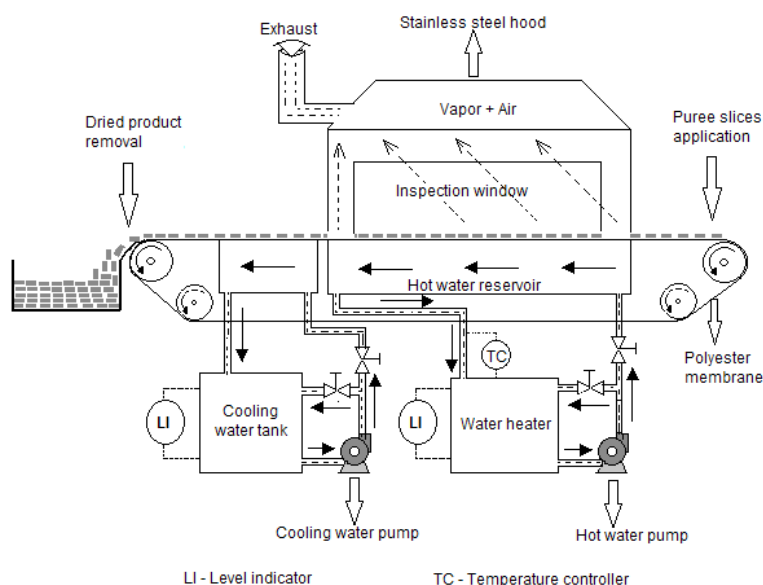 Stainless steel hood
Exhaust
Vapor + Air
Dried product
removal
Puree slices
application
Inspection window
Hot water reservoir
TC
Polyester
membrane
LI
Cooling
water tank
LI
Water heater
Cooling water pump
Hot water pump
LI - Level indicator
TC - Temperature controller